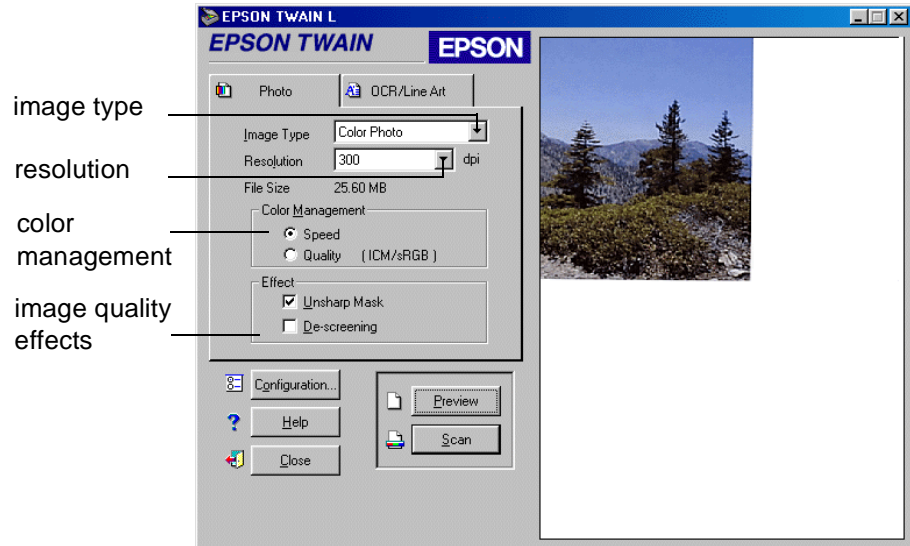 EPSON TWAIN L
EPSON TWAIN
EPSON
Photo
OCR/Line Art
image type
Image Type
Color Photo
resolution
Resolution
300
dpi
File Size
25.60 MB
color
management
Color Management
Speed
Quality
(ICM/sRGB)
image quality
effects
Effect
Unsharp Mask
De-screening
Configuration...
Help
Close
Preview
Scan